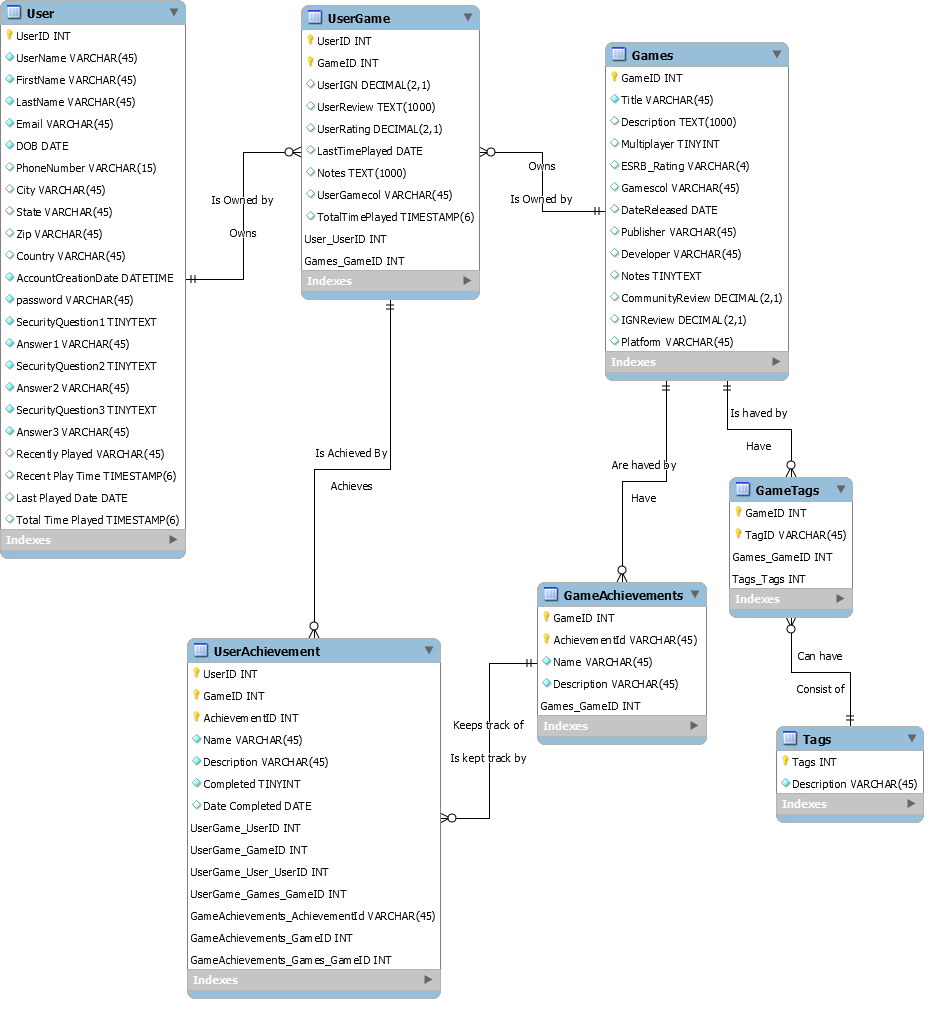 User
UserID INT
UserName VARCHAR(45)
FirstName VARCHAR(45)
LastName VARCHAR(45)
Email VARCHAR(45)
DOB DATE
PhoneNumber VARCHAR(15)
City VARCHAR(45)
State VARCHAR(45)
Zip VARCHAR(45)
Country VARCHAR(45)
AccountCreationDate DATETIME
password VARCHAR(45)
SecurityQuestion1 TINYTEXT
Answer1 VARCHAR(45)
SecurityQuestion2 TINYTEXT
Answer2 VARCHAR(45)
SecurityQuestion3 TINYTEXT
Answer3 VARCHAR(45)
Recently Played VARCHAR(45)
Recent Play Time TIMESTAMP(6)
Last Played Date DATE
Total Time Played TIMESTAMP(6)
Indexes
Is Owned by
Owns
UserGame
UserID INT
GameID INT
UserIGN DECIMAL(2,1)
UserReview TEXT(1000)
UserRating DECIMAL(2,1)
LastTimePlayed DATE
Notes TEXT(1000)
UserGamecol VARCHAR(45)
TotalTimePlayed TIMESTAMP(6)
User_UserID INT
Games_GameID INT
Indexes
Owns
Is Owned by
Games
GameID INT
Title VARCHAR(45)
Description TEXT(1000)
Multiplayer TINYINT
ESRB_Rating VARCHAR(4)
Gamescol VARCHAR(45)
DateReleased DATE
Publisher VARCHAR(45)
Developer VARCHAR(45)
Notes TINYTEXT
CommunityReview DECIMAL(2,1)
IGNReview DECIMAL(2,1)
Platform VARCHAR(45)
Indexes
Is Achieved By
Achieves
Are haved by
Have
Is haved by
Have
GameTags
GameID INT
TagID VARCHAR(45)
Games_GameID INT
Tags_Tags INT
Indexes
Can have
Consist of
Tags
Tags INT
Description VARCHAR(45)
Indexes
GameAchievements
GameID INT
AchievementId VARCHAR(45)
Name VARCHAR(45)
Description VARCHAR(45)
Games_GameID INT
Indexes
Keeps track of
Is kept track by
UserAchievement
UserID INT
GameID INT
AchievementID INT
Name VARCHAR(45)
Description VARCHAR(45)
Completed TINYINT
Date Completed DATE
UserGame_UserID INT
UserGame_GameID INT
UserGame_User_UserID INT
UserGame_Games_GameID INT
GameAchievements_AchievementId VARCHAR(45)
GameAchievements_GameID INT
GameAchievements_Games_GameID INT
Indexes